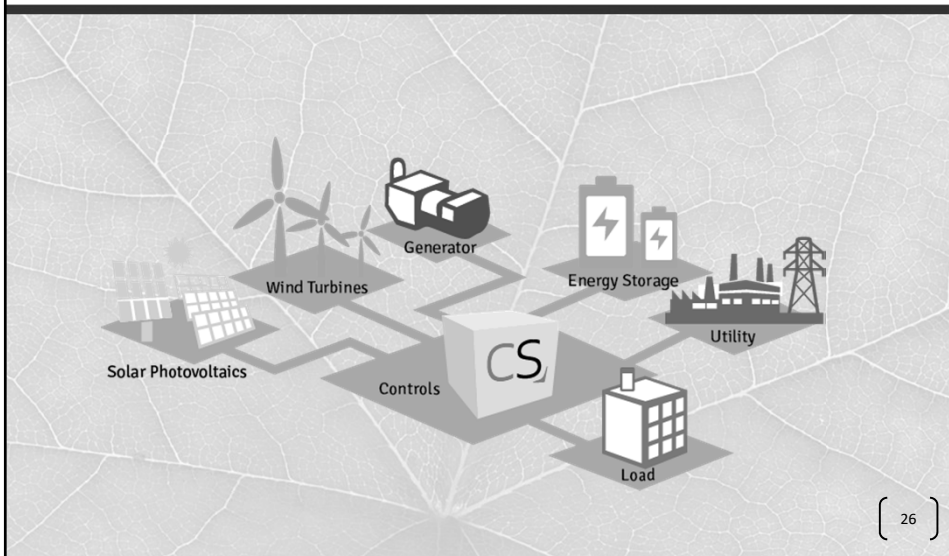 Generator
Wind Turbines
Energy Storage
Utility
Solar Photovoltaics
Controls
CS
Load
26